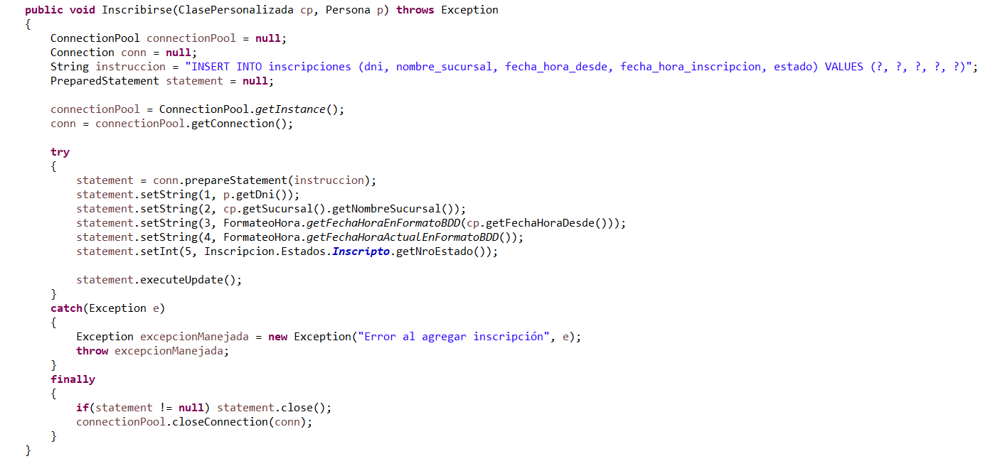 public void Inscribirse(ClasePersonalizada cp, Persona p) throws Exception
{
ConnectionPool connectionPool = null;
Connection conn = null;
String instruccion = "INSERT INTO inscripciones (dni, nombre_sucursal, fecha_hora_desde, fecha_hora_inscripcion, estado) VALUES (?, ?, ?, ?, ?)";
PreparedStatement statement = null;
connectionPool = ConnectionPool.getInstance();
conn = connectionPool.getConnection();
try
{
statement = conn.prepareStatement(instruccion);
statement.setString(1, p.getDni());
statement.setString(2, cp.getSucursal().getNombreSucursal());
statement.setString(3, FormateoHora.getFechaHoraEnFormatoBDD(cp.getFechaHoraDesde()));
statement.setString(4, FormateoHora.getFechaHoraActualEnFormatoBDD());
statement.setInt(5, Inscripcion.Estados.Inscripto.getNroEstado());
statement.executeUpdate();
}
catch(Exception e)
{
Exception excepcionManejada = new Exception("Error al agregar inscripción", e);
throw excepcionManejada;
}
finally
{
if(statement != null) statement.close();
connectionPool.closeConnection(conn);
}
}